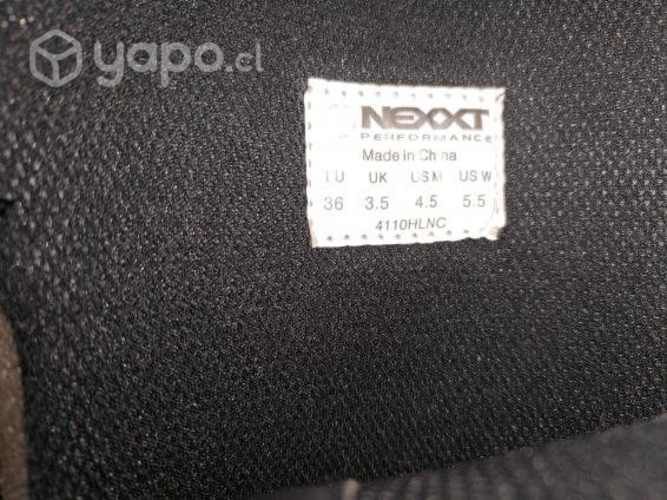 yapo.cl
NEXXT
PERFORMANCE
Made in China
EU UK US M US W
36 3.5 4.5 5.5
4110HLNC